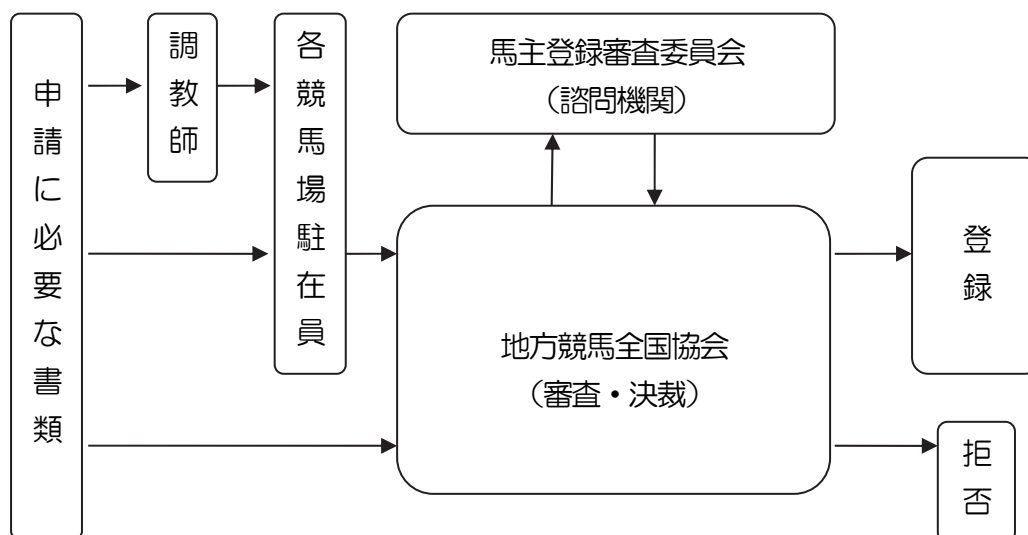 申請に必要な書類
調教師
各競馬場駐在員
馬主登録審査委員会
（諮問機関）
地方競馬全国協会
（審査・決裁）
登録
拒否